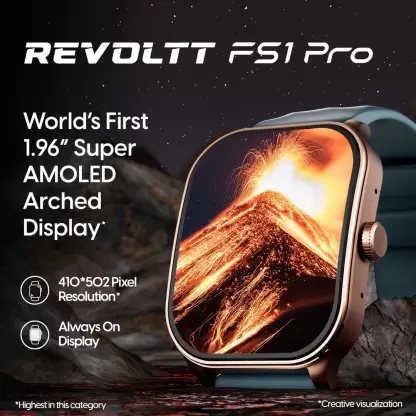 REVOLTT FS1 Pro
World's First
1.96” Super
AMOLED
Arched
Display*
410*502 Pixel
Resolution*
Always On
Display
*Highest in this category
*Creative visualization